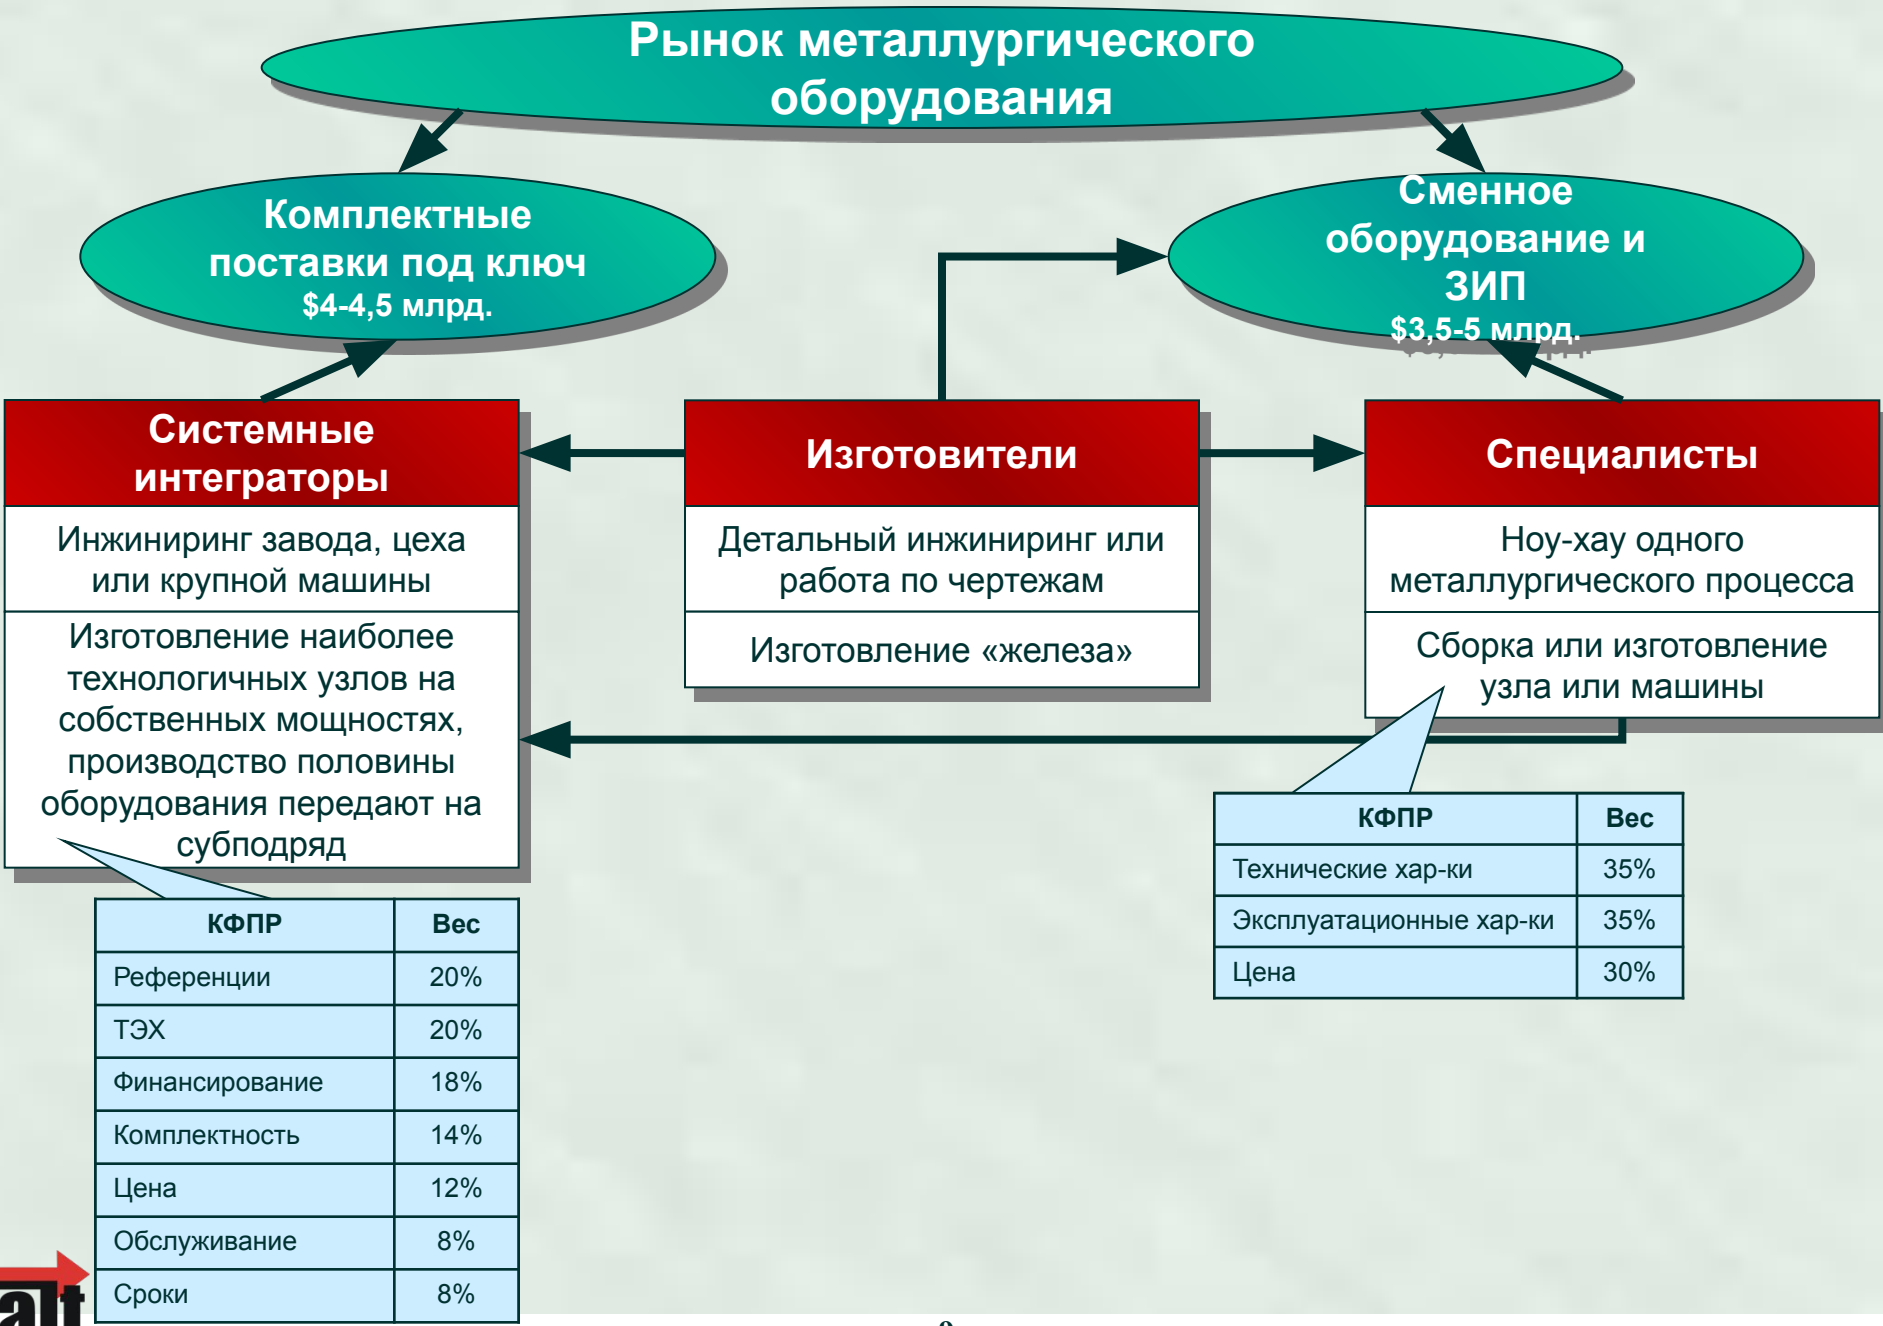 Рынок металлургического
оборудования
Комплектные
поставки под ключ
$4-4,5 млрд.
Сменное
оборудование и
ЗИП
$3,5-5 млрд.
Системные
интеграторы
Инжиниринг завода, цеха
или крупной машины
Изготовление наиболее
технологичных узлов на
собственных мощностях,
производство половины
оборудования передают на
субподряд
Изготовители
Детальный инжиниринг или
работа по чертежам
Изготовление «железа»
Специалисты
Ноу-хау одного
металлургического процесса
Сборка или изготовление
узла или машины
КФПР Вес
Технические хар-ки 35%
Эксплуатационные хар-ки 35%
Цена 30%
КФПР Вес
Референции 20%
ТЭХ 20%
Финансирование 18%
Комплектность 14%
Цена 12%
Обслуживание 8%
Сроки 8%
alt